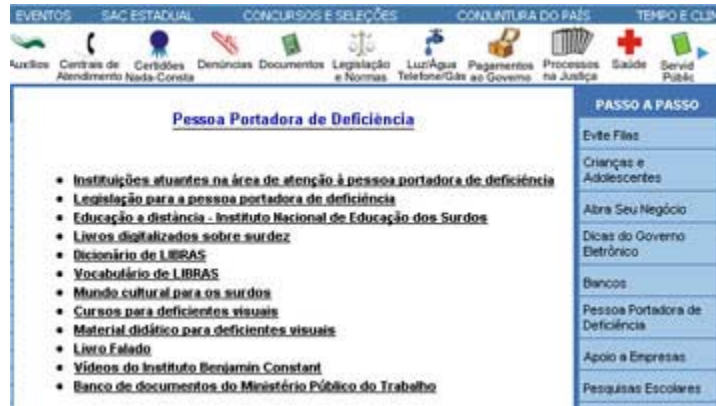 EVENTOS SAC ESTADUAL CONCURSOS E SELEÇÕES CONJUNTURA DO PAÍS TEMPO E CLIM
Auxílios Centrais de Atendimento Certidões Nada-Consta Denúncias Documentos Legislação e Normas Luz/Água Telefone/Gás Pagamentos ao Governo Processos na Justiça Saúde Servid Públic
Pessoa Portadora de Deficiência
Instituições atuantes na área de atenção à pessoa portadora de deficiência
Legislação para a pessoa portadora de deficiência
Educação a distância - Instituto Nacional de Educação dos Surdos
Livros digitalizados sobre surdez
Dicionário de LIBRAS
Vocabulário de LIBRAS
Mundo cultural para os surdos
Cursos para deficientes visuais
Material didático para deficientes visuais
Livro Falado
Vídeos do Instituto Benjamin Constant
Banco de documentos do Ministério Público do Trabalho
PASSO A PASSO
Evite Filas
Crianças e
Adolescentes
Abra Seu Negócio
Dicas do Governo
Eletrônico
Bancos
Pessoa Portadora de
Deficiência
Apoio a Empresas
Pesquisas Escolares